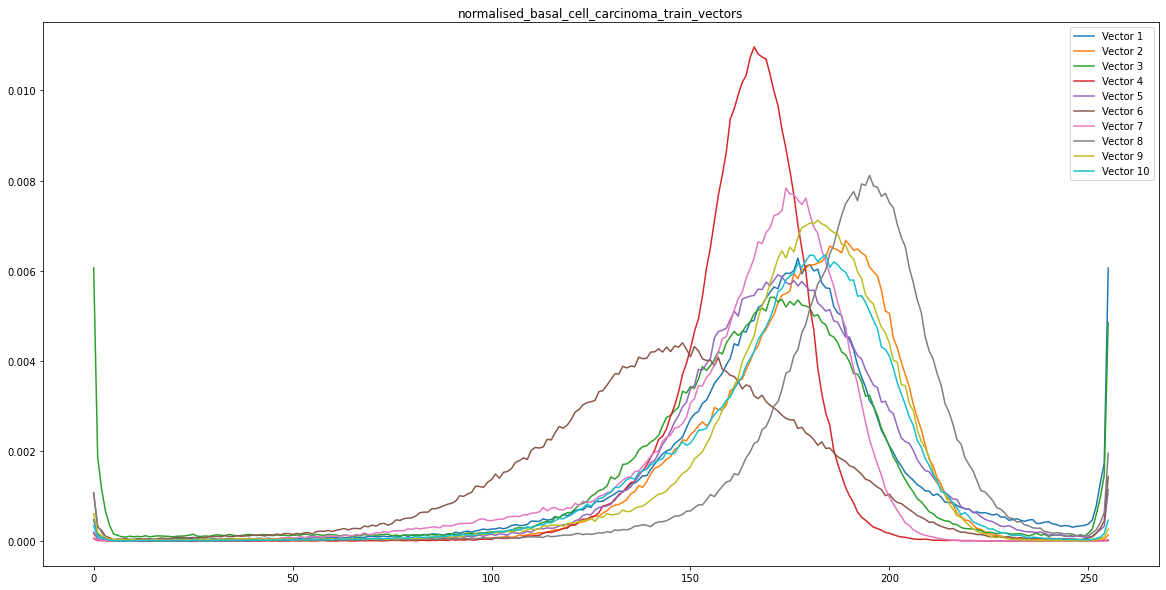 normalised_basal_cell_carcinoma_train_vectors
Vector 1
Vector 2
Vector 3
Vector 4
Vector 5
Vector 6
Vector 7
Vector 8
Vector 9
Vector 10
0.010
0.008
0.006
0.004
0.002
0.000
0
50
100
150
200
250